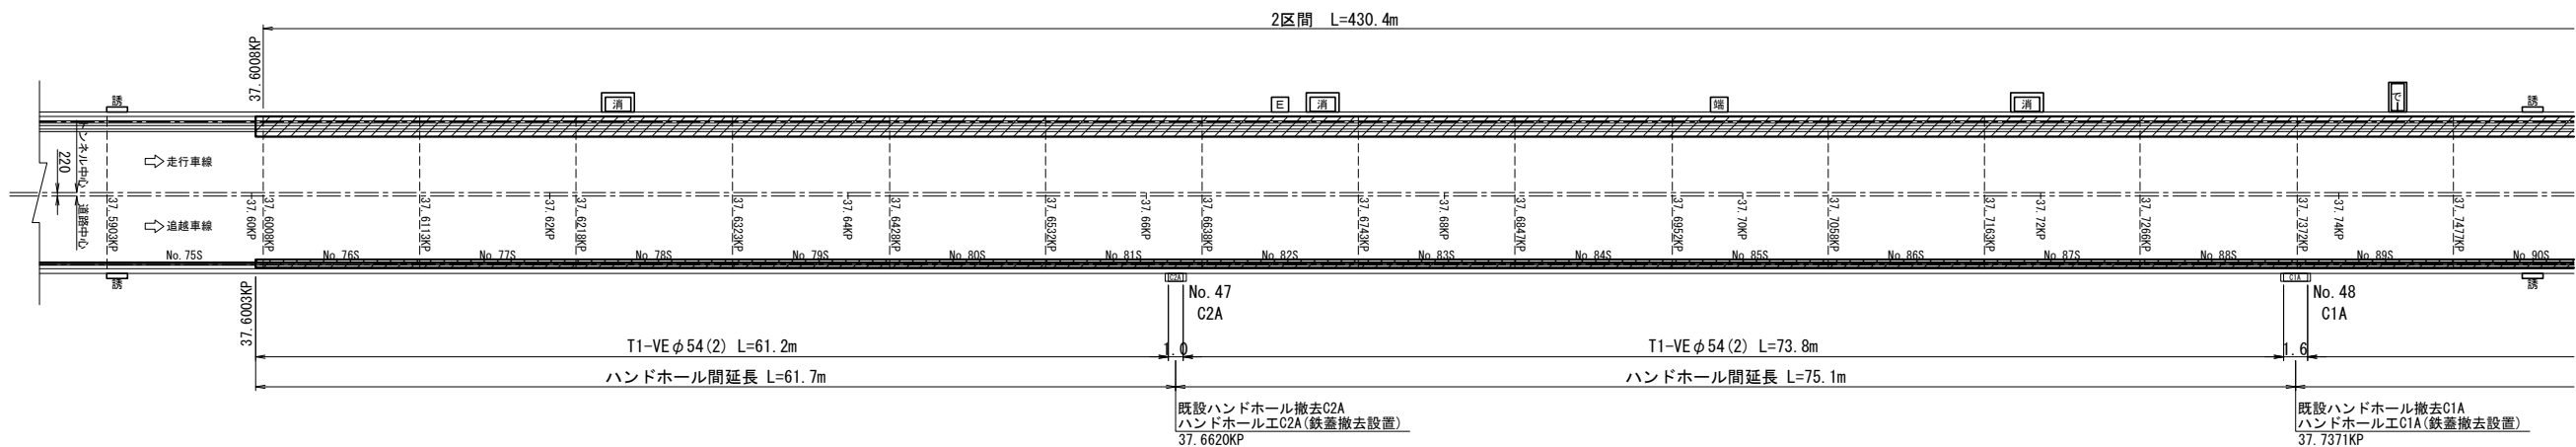 2区間 L=430.4m
37.6008KP
誘
消
E
消
端
消
で
誘
220
トンネル中心
道路中心
走行車線
追越車線
37.5903KP
37.60KP
37.6008KP
37.6113KP
37.62KP
37.6218KP
37.6323KP
37.64KP
37.6428KP
37.6532KP
37.66KP
37.6638KP
37.6743KP
37.68KP
37.6847KP
37.6952KP
37.70KP
37.7058KP
37.7163KP
37.72KP
37.7266KP
37.7372KP
37.74KP
37.7477KP
No.75S
No.76S
No.77S
No.78S
No.79S
No.80S
No.81S
No.82S
No.83S
No.84S
No.85S
No.86S
No.87S
No.88S
No.89S
No.90S
誘
C2A
C1A
誘
37.6003KP
No.47
C2A
No.48
C1A
T1-VEφ54(2) L=61.2m
1.0
T1-VEφ54(2) L=73.8m
1.6
ハンドホール間延長 L=61.7m
ハンドホール間延長 L=75.1m
既設ハンドホール撤去C2A
ハンドホール工C2A(鉄蓋撤去設置)
37.6620KP
既設ハンドホール撤去C1A
ハンドホール工C1A(鉄蓋撤去設置)
37.7371KP